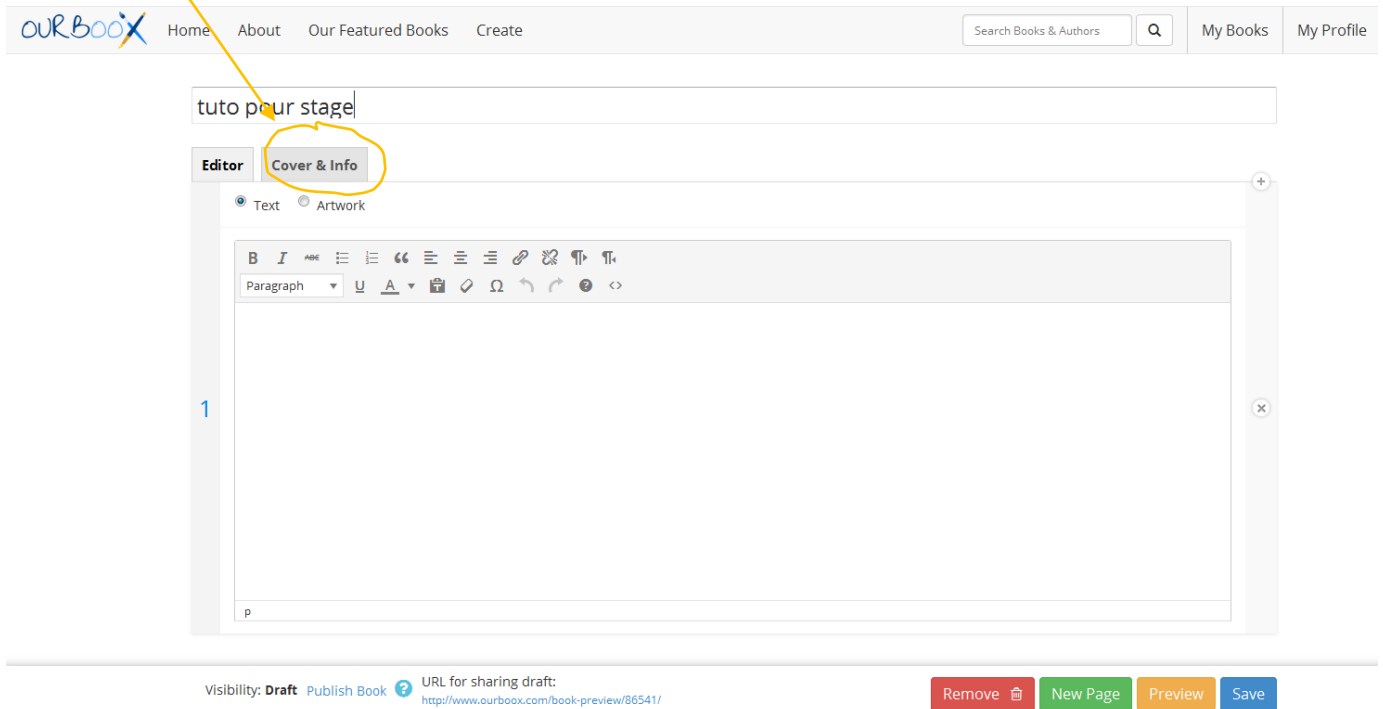 OURBOOX Home About Our Featured Books Create Search Books & Authors My Books My Profile
tuto pour stage
Editor Cover & Info
Text Artwork
B I ABC
Paragraph U A T Ω ? <>
1
p
Visibility: Draft Publish Book ? URL for sharing draft:
http://www.ourboox.com/book-preview/86541/
Remove New Page Preview Save